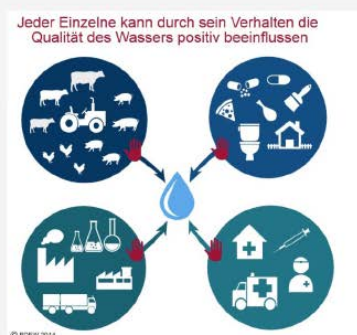 Jeder Einzelne kann durch sein Verhalten die
Qualität des Wassers positiv beeinflussen